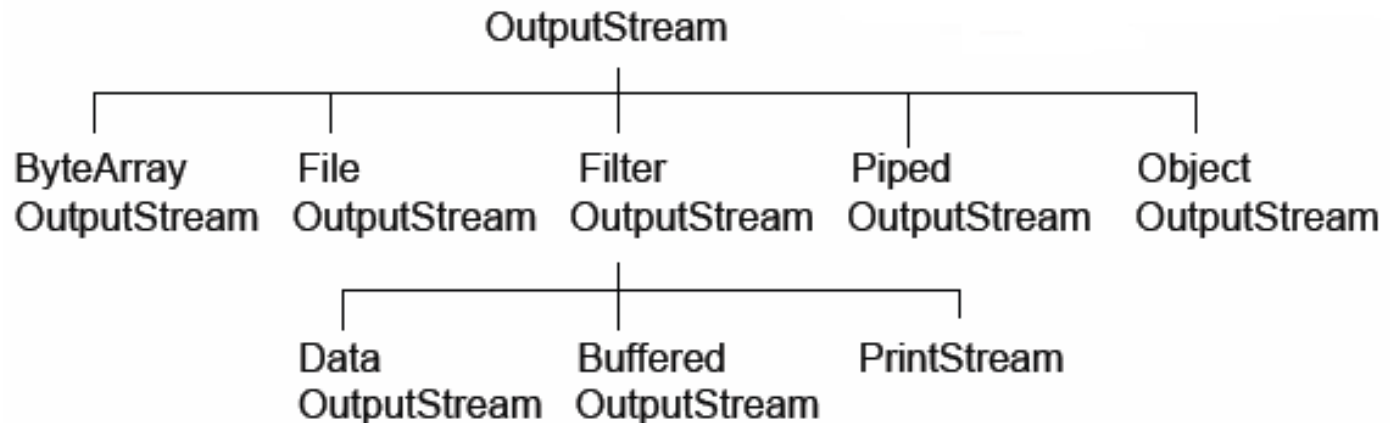 OutputStream
ByteArray File Filter Piped Object
OutputStream OutputStream OutputStream OutputStream OutputStream
Data Buffered PrintStream
OutputStream OutputStream